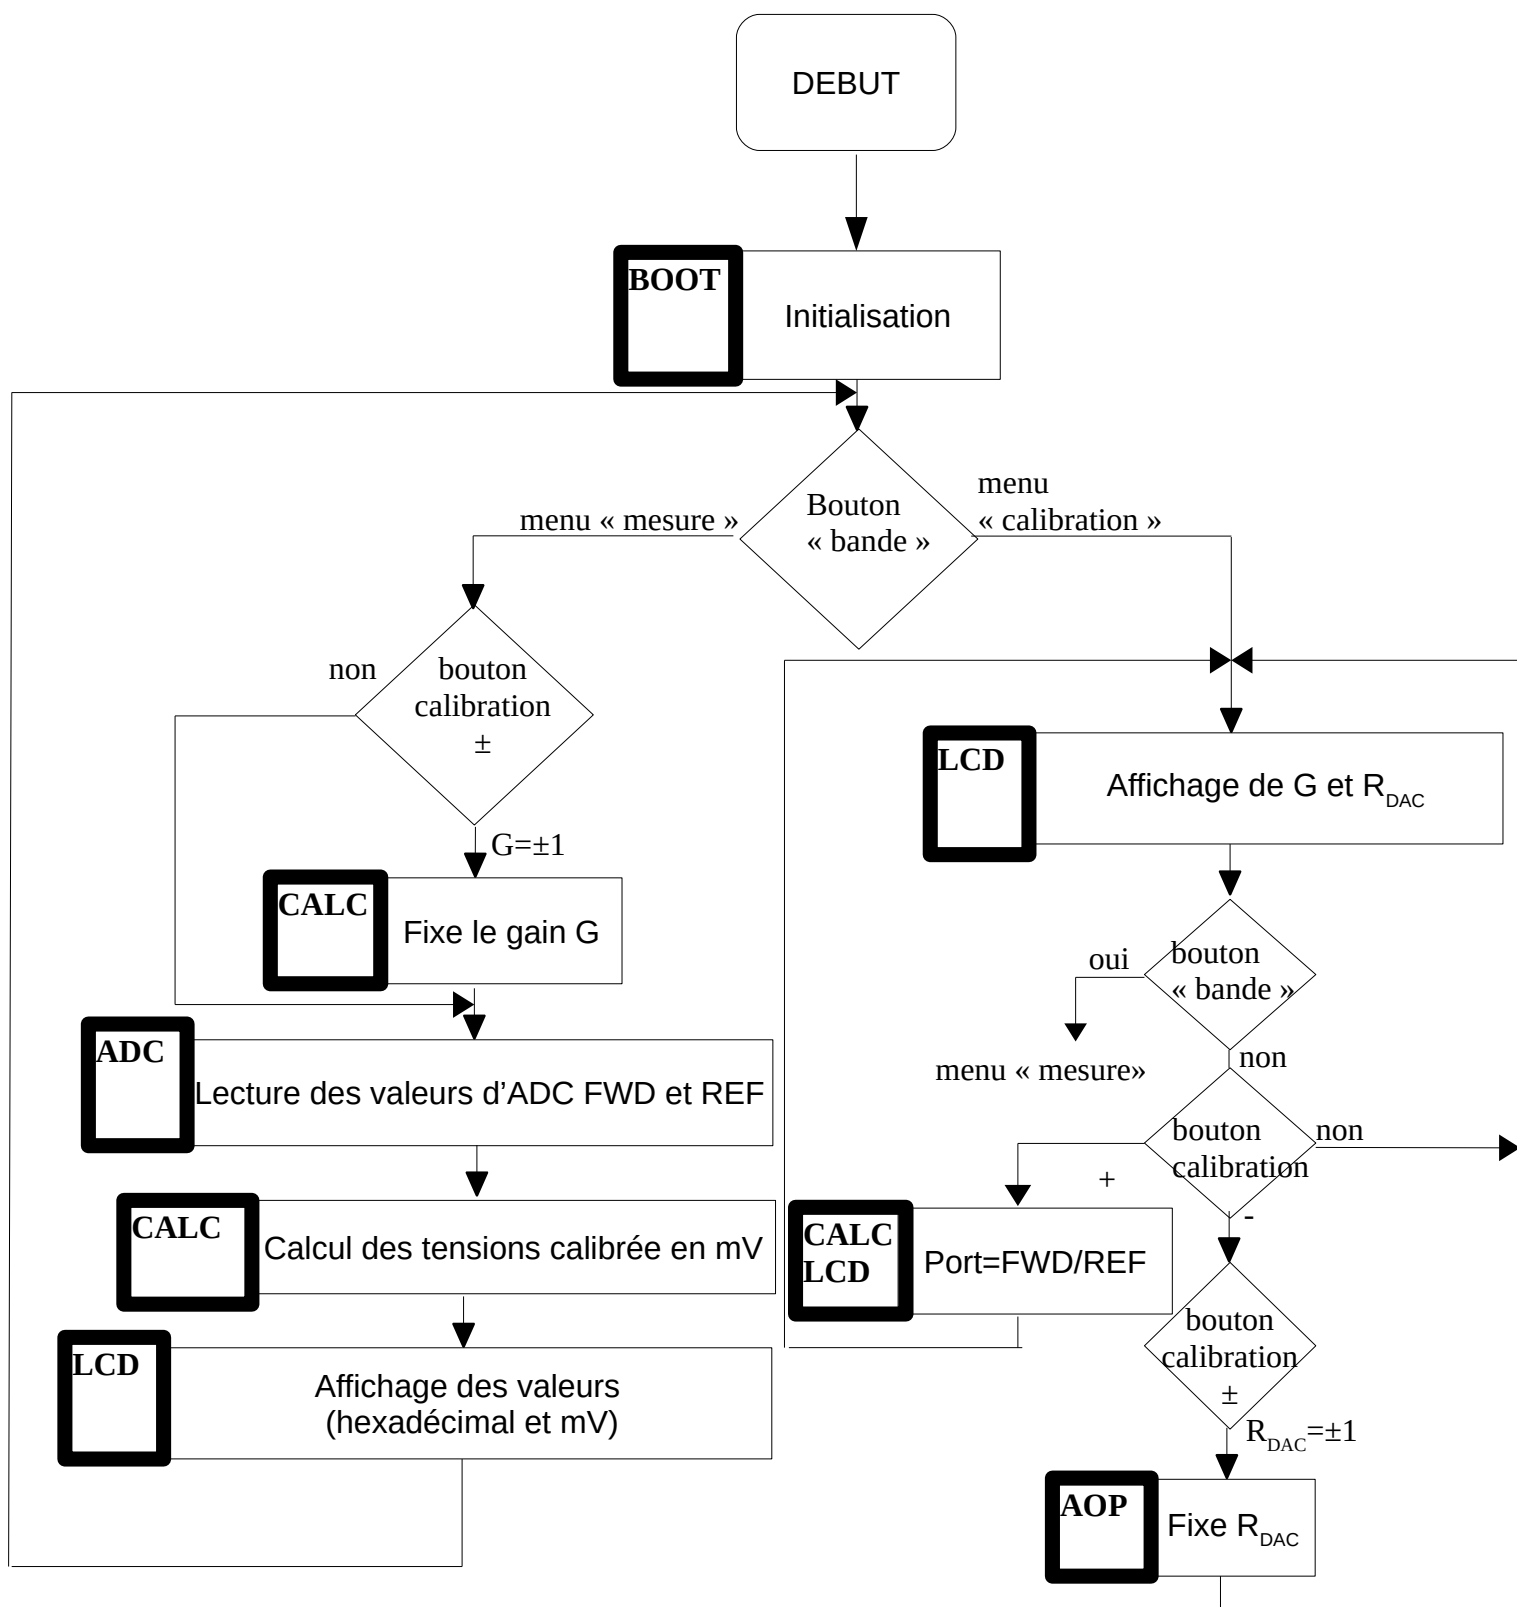 DEBUT
BOOT
Initialisation
Bouton
« bande »
menu « mesure »
menu
« calibration »
non
bouton
calibration
±
G=±1
CALC
Fixe le gain G
ADC
Lecture des valeurs d’ADC FWD et REF
CALC
Calcul des tensions calibrée en mV
LCD
Affichage des valeurs
(hexadécimal et mV)
LCD
Affichage de G et RDAC
bouton
« bande »
oui
menu « mesure»
non
bouton
calibration
non
+
-
CALC
LCD
Port=FWD/REF
bouton
calibration
±
RDAC=±1
AOP
Fixe RDAC